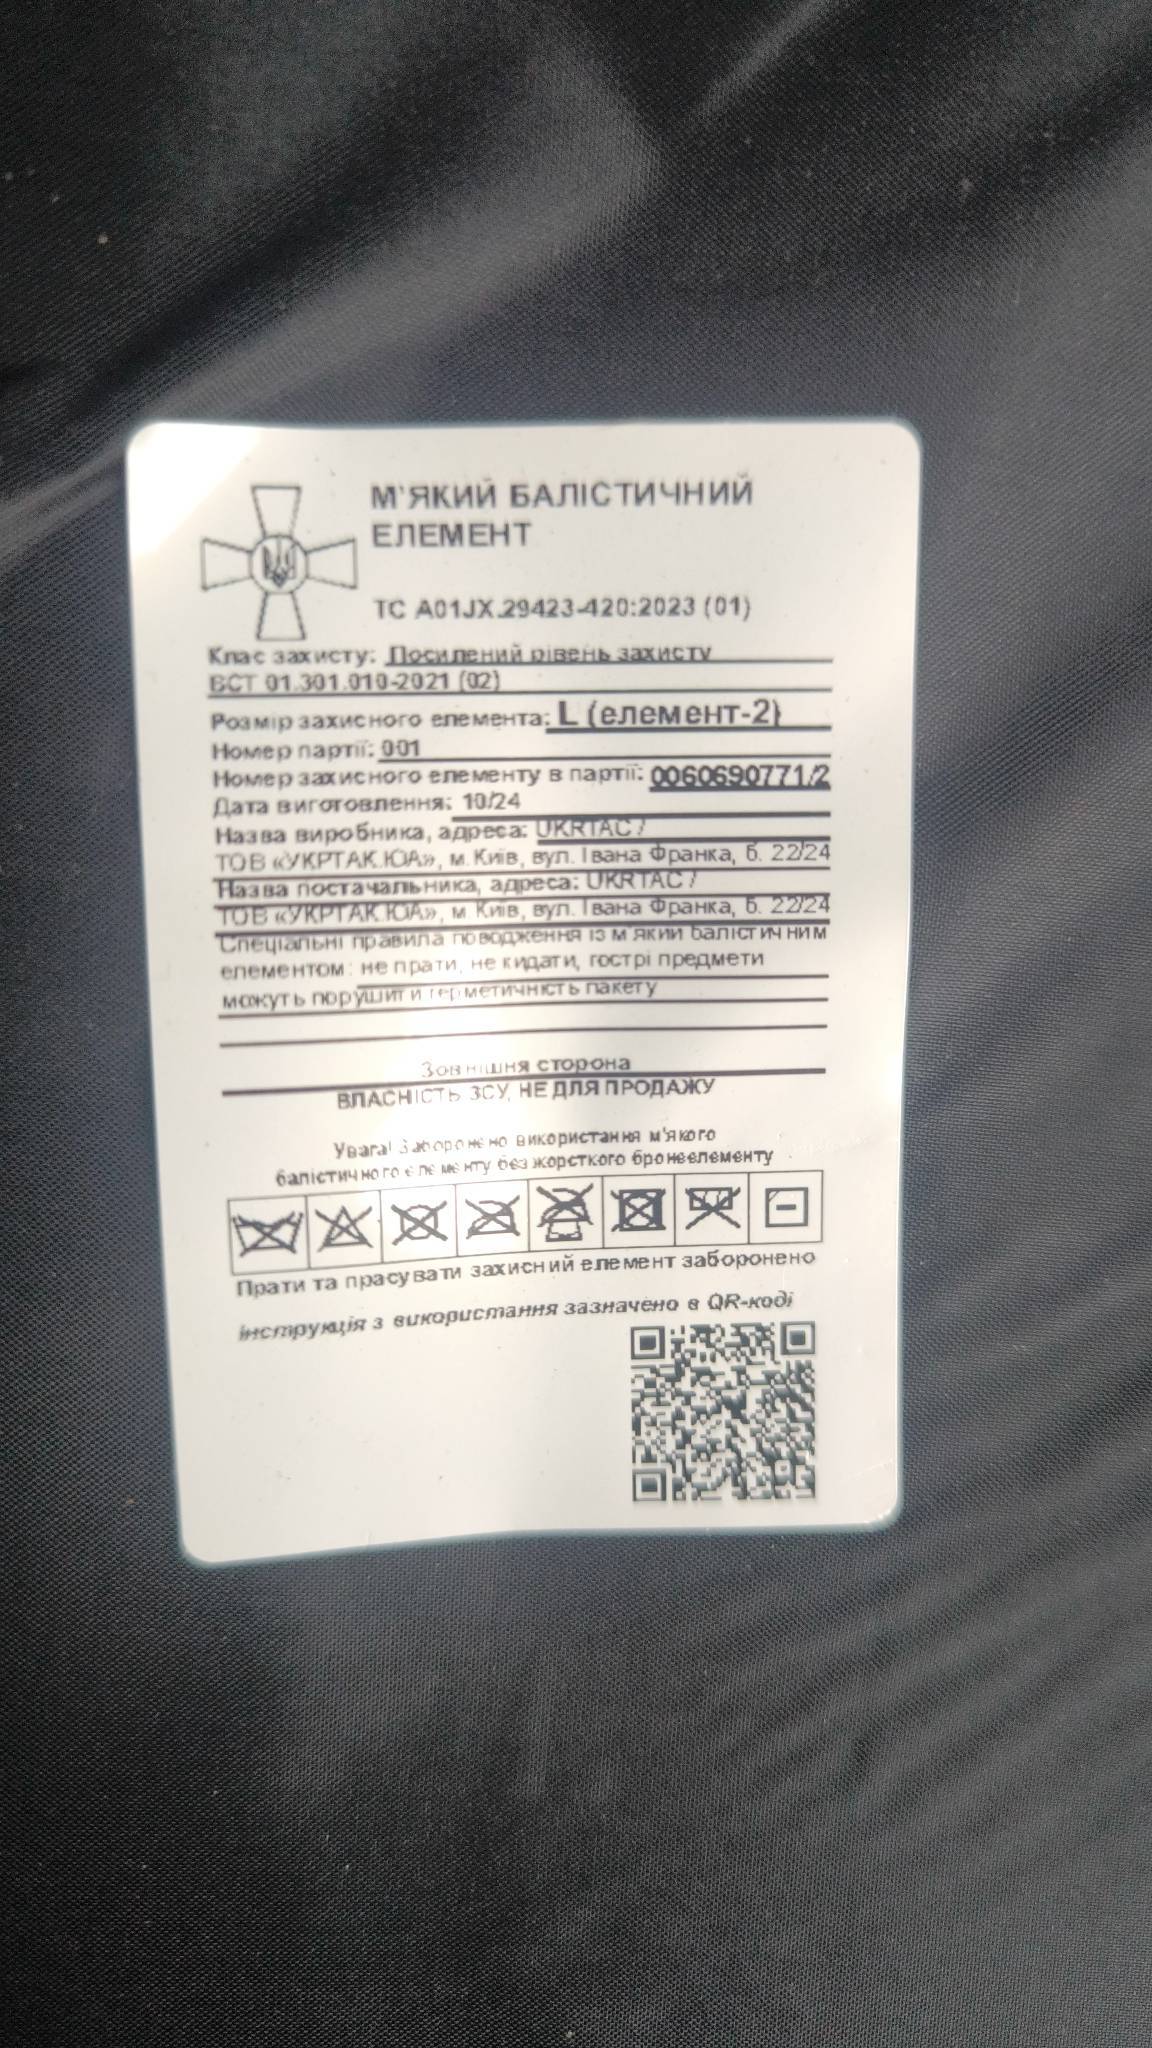 М'ЯКИЙ БАЛІСТИЧНИЙ
ЕЛЕМЕНТ
ТС А01JX.29423-420:2023 (01)
Клас захисту: Посилений рівень захисту
ВСТ 01.301.010-2021 (02)
Розмір захисного елемента: L (елемент-2)
Номер партії: 001
Номер захисного елементу в партії: 0060690771/2
Дата виготовлення: 10/24
Назва виробника, адреса: UKRTAC /
ТОВ «УКРТАК.ЮА», м. Київ, вул. Івана Франка, б. 22/24
Назва постачальника, адреса: UKRTAC /
ТОВ «УКРТАК.ЮА», м. Київ, вул. Івана Франка, б. 22/24
Спеціальні правила поводження із м'який балістичним
елементом: не прати, не кидати, гострі предмети
можуть порушити герметичність пакету
Зовнішня сторона
ВЛАСНІСТЬ ЗСУ, НЕ ДЛЯ ПРОДАЖУ
Увага! Заборонено використання м'якого
балістичного елементу без жорсткого бронеелементу
Прати та прасувати захисний елемент заборонено
інструкція з використання зазначено в QR-коді